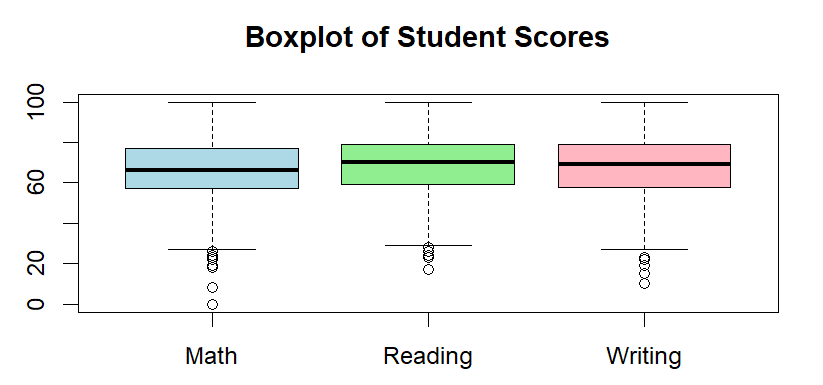 Boxplot of Student Scores
100
60
20
0
Math Reading Writing